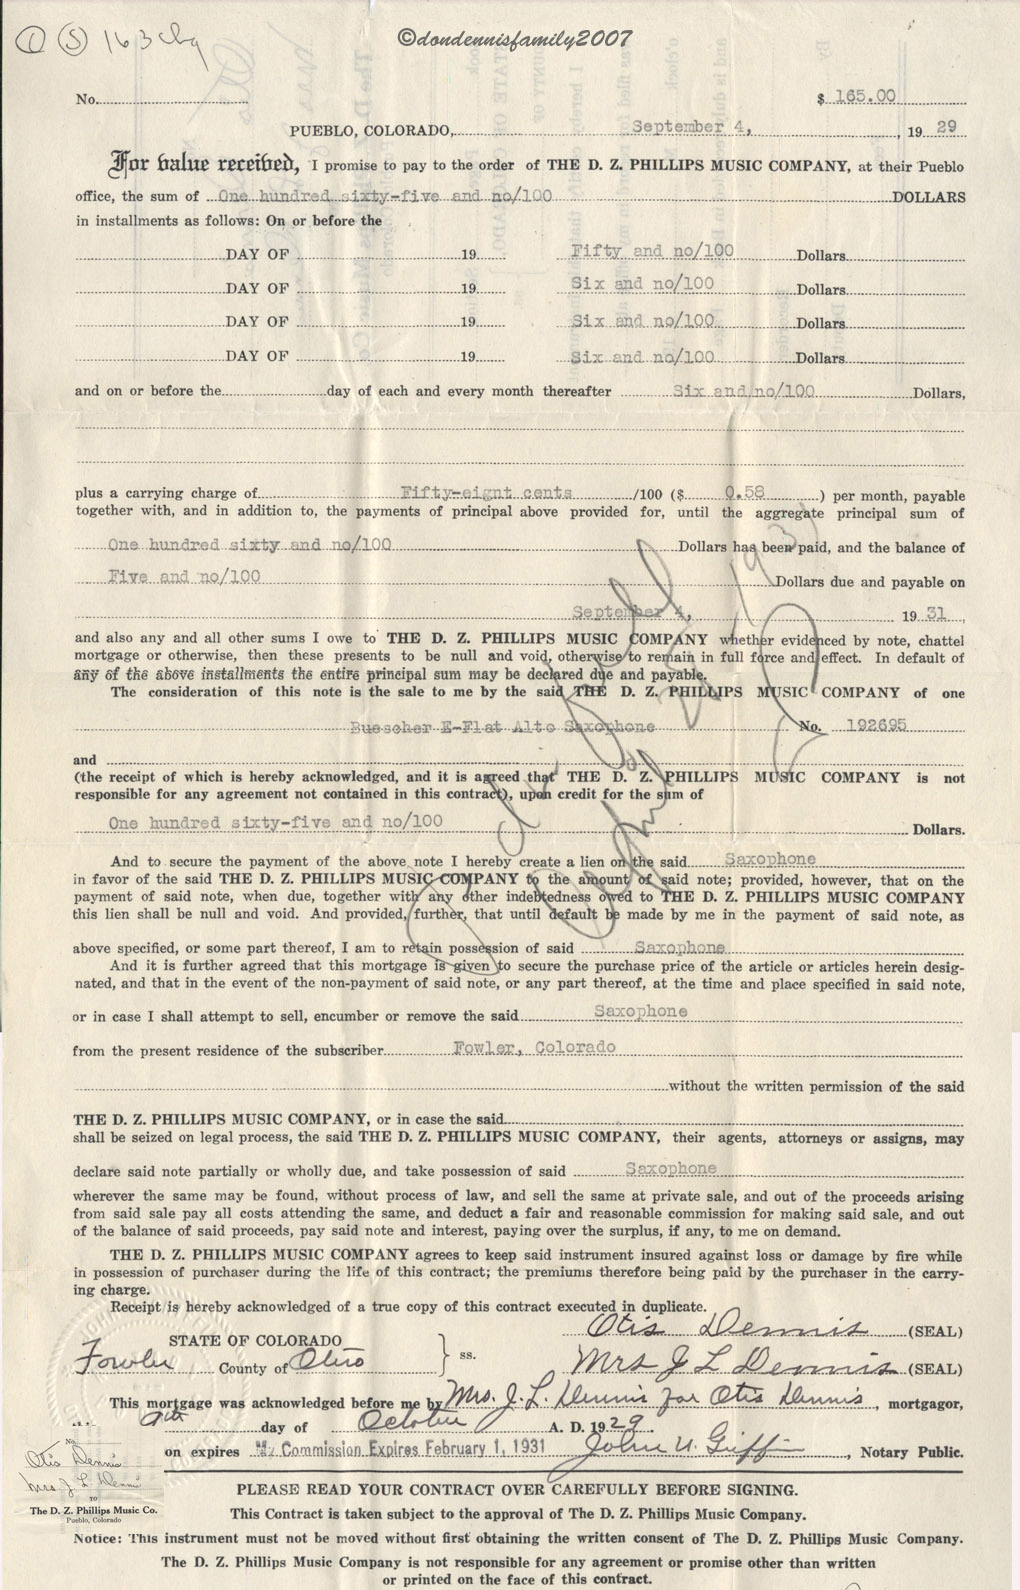 ©dondennisfamily2007
1 5 163 chg
No. $ 165.00
PUEBLO, COLORADO, September 4, 19 29
For value received, I promise to pay to the order of THE D. Z. PHILLIPS MUSIC COMPANY, at their Pueblo
office, the sum of One hundred sixty-five and no/100 DOLLARS
in installments as follows: On or before the
DAY OF 19 Fifty and no/100 Dollars
DAY OF 19 Six and no/100 Dollars
DAY OF 19 Six and no/100 Dollars
DAY OF 19 Six and no/100 Dollars
and on or before the day of each and every month thereafter Six and no/100 Dollars,
plus a carrying charge of Fifty-eignt cents /100 ($ 0.58 ) per month, payable
together with, and in addition to, the payments of principal above provided for, until the aggregate principal sum of
One hundred sixty and no/100 Dollars has been paid, and the balance of
Five and no/100 Dollars due and payable on
September 4, 19 31,
and also any and all other sums I owe to THE D. Z. PHILLIPS MUSIC COMPANY whether evidenced by note, chattel
mortgage or otherwise, then these presents to be null and void, otherwise to remain in full force and effect. In default of
any of the above installments the entire principal sum may be declared due and payable.
The consideration of this note is the sale to me by the said THE D. Z. PHILLIPS MUSIC COMPANY of one
Buescher E-Flat Alto Saxophone No. 192695
and
(the receipt of which is hereby acknowledged, and it is agreed that THE D. Z. PHILLIPS MUSIC COMPANY is not
responsible for any agreement not contained in this contract), upon credit for the sum of
One hundred sixty-five and no/100 Dollars.
And to secure the payment of the above note I hereby create a lien on the said Saxophone
in favor of the said THE D. Z. PHILLIPS MUSIC COMPANY to the amount of said note; provided, however, that on the
payment of said note, when due, together with any other indebtedness owed to THE D. Z. PHILLIPS MUSIC COMPANY
this lien shall be null and void. And provided, further, that until default be made by me in the payment of said note, as
above specified, or some part thereof, I am to retain possession of said Saxophone
And it is further agreed that this mortgage is given to secure the purchase price of the article or articles herein desig-
nated, and that in the event of the non-payment of said note, or any part thereof, at the time and place specified in said note,
or in case I shall attempt to sell, encumber or remove the said Saxophone
from the present residence of the subscriber Fowler, Colorado
without the written permission of the said
THE D. Z. PHILLIPS MUSIC COMPANY, or in case the said
shall be seized on legal process, the said THE D. Z. PHILLIPS MUSIC COMPANY, their agents, attorneys or assigns, may
declare said note partially or wholly due, and take possession of said Saxophone
wherever the same may be found, without process of law, and sell the same at private sale, and out of the proceeds arising
from said sale pay all costs attending the same, and deduct a fair and reasonable commission for making said sale, and out
of the balance of said proceeds, pay said note and interest, paying over the surplus, if any, to me on demand.
THE D. Z. PHILLIPS MUSIC COMPANY agrees to keep said instrument insured against loss or damage by fire while
in possession of purchaser during the life of this contract; the premiums therefore being paid by the purchaser in the carry-
ing charge.
Receipt is hereby acknowledged of a true copy of this contract executed in duplicate.
Otis Dennis (SEAL)
STATE OF COLORADO
Fowler County of Otero } ss. Mrs J L Dennis (SEAL)
This mortgage was acknowledged before me by Mrs. J. L. Dennis for Otis Dennis, mortgagor,
day of October A. D. 1929.
on expires My Commission Expires February 1, 1931 John U. Griffin, Notary Public.
No.
Otis Dennis
Mrs J L Dennis
TO
The D. Z. Phillips Music Co.
Pueblo, Colorado
PLEASE READ YOUR CONTRACT OVER CAREFULLY BEFORE SIGNING.
This Contract is taken subject to the approval of The D. Z. Phillips Music Company.
Notice: This instrument must not be moved without first obtaining the written consent of The D. Z. Phillips Music Company.
The D. Z. Phillips Music Company is not responsible for any agreement or promise other than written
or printed on the face of this contract.